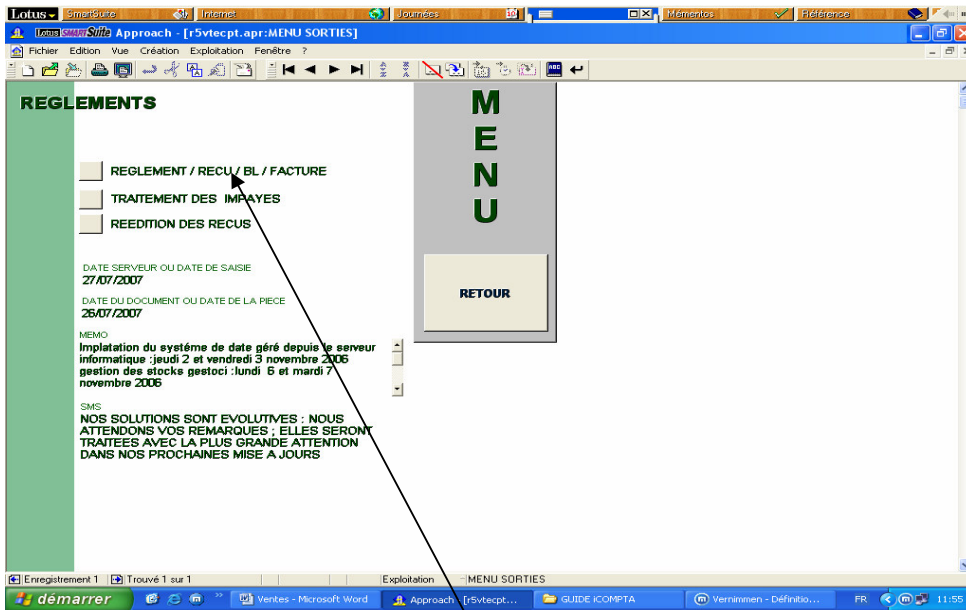 Lotus SmartSuite Internet Journées 10 Mémentos Référence
Lotus SMARTSuite Approach - [r5vtecpt.apr:MENU SORTIES]
Fichier Edition Vue Création Exploitation Fenêtre ?
REGLEMENTS
M
E
N
U
REGLEMENT / RECU / BL / FACTURE
TRAITEMENT DES IMPAYES
REEDITION DES RECUS
RETOUR
DATE SERVEUR OU DATE DE SAISIE
27/07/2007
DATE DU DOCUMENT OU DATE DE LA PIECE
26/07/2007
MEMO
Implatation du systéme de date géré depuis le serveur
informatique :jeudi 2 et vendredi 3 novembre 2006
gestion des stocks gestoci :lundi 6 et mardi 7
novembre 2006
SMS
NOS SOLUTIONS SONT EVOLUTIVES : NOUS
ATTENDONS VOS REMARQUES ; ELLES SERONT
TRAITEES AVEC LA PLUS GRANDE ATTENTION
DANS NOS PROCHAINES MISE A JOURS
Enregistrement 1 Trouvé 1 sur 1 Exploitation MENU SORTIES
démarrer Ventes - Microsoft Word Approach - [r5vtecpt... GUIDE iCOMPTA Vernimmen - Définitio... FR 11:55